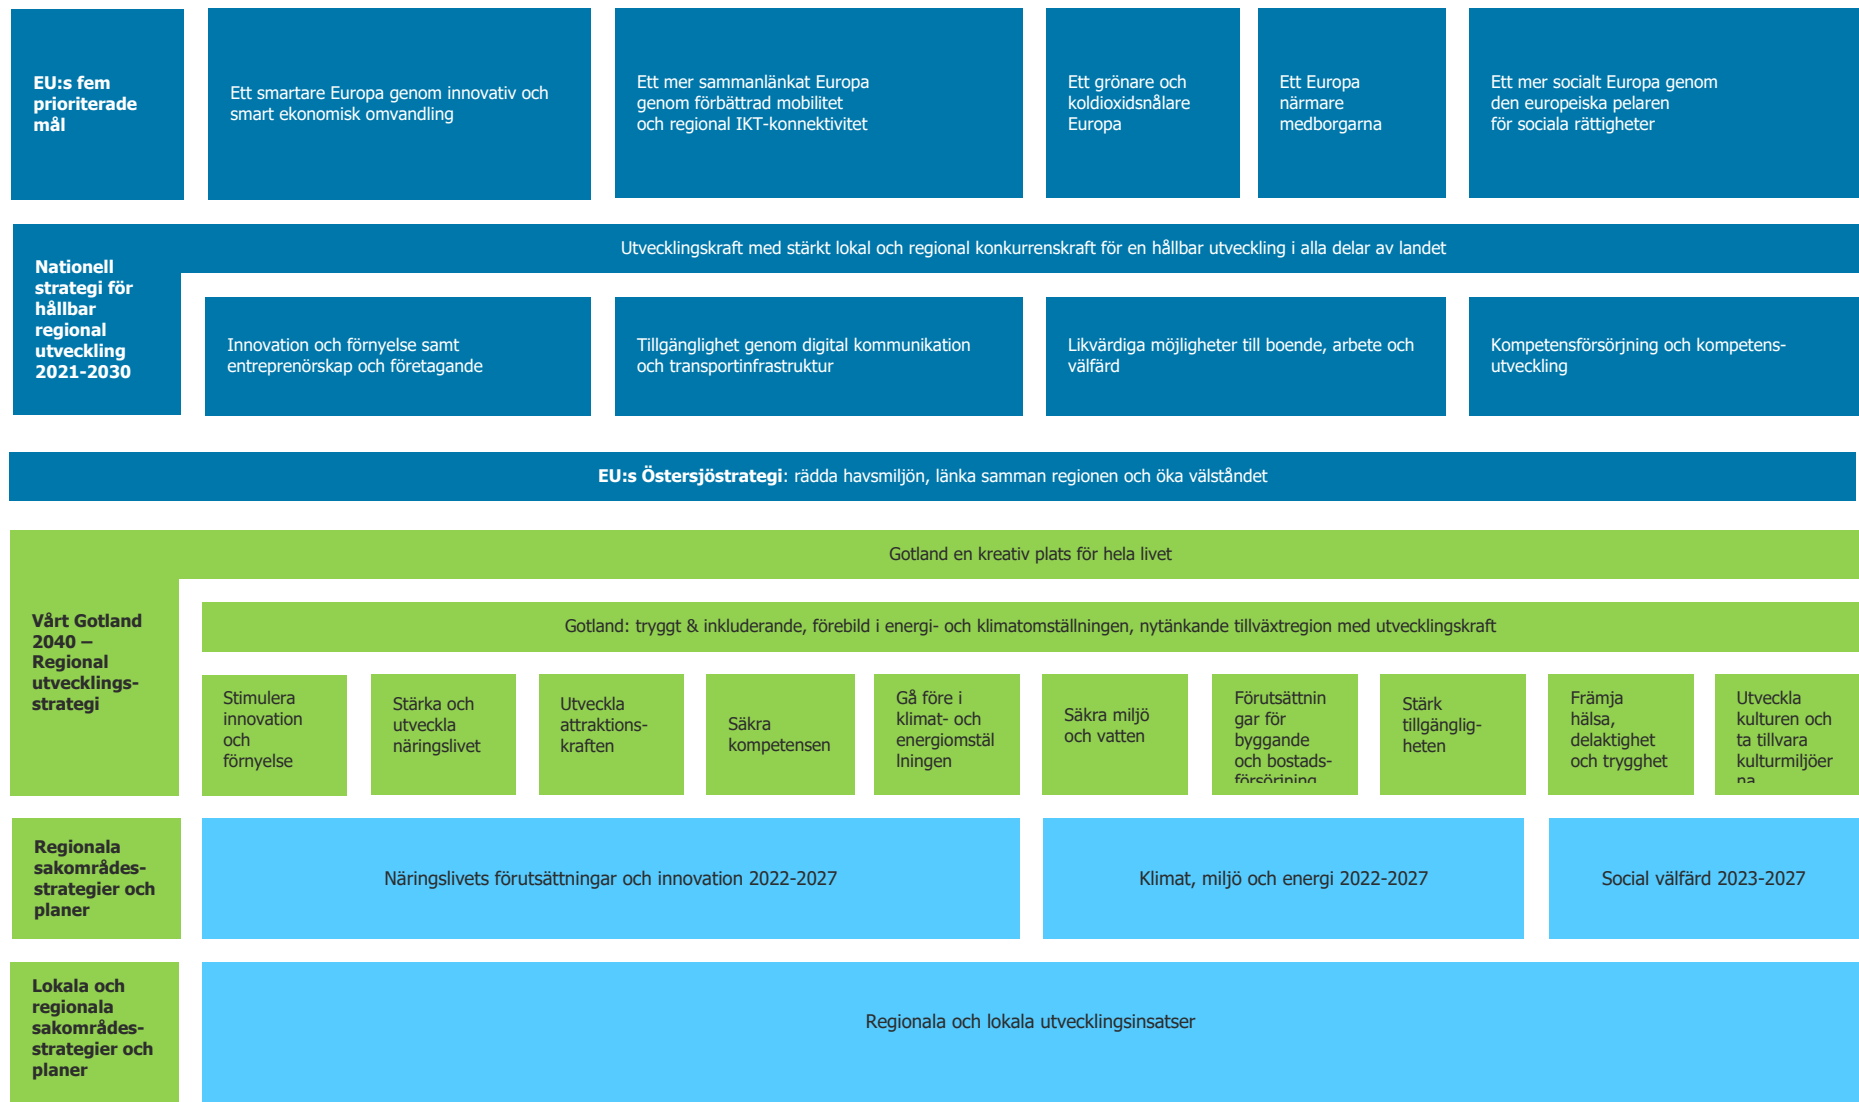 EU:s fem
prioriterade
mål
Ett smartare Europa genom innovativ och
smart ekonomisk omvandling
Ett mer sammanlänkat Europa
genom förbättrad mobilitet
och regional IKT-konnektivitet
Ett grönare och
koldioxidsnålare
Europa
Ett Europa
närmare
medborgarna
Ett mer socialt Europa genom
den europeiska pelaren
för sociala rättigheter
Nationell
strategi för
hållbar
regional
utveckling
2021-2030
Utvecklingskraft med stärkt lokal och regional konkurrenskraft för en hållbar utveckling i alla delar av landet
Innovation och förnyelse samt
entreprenörskap och företagande
Tillgänglighet genom digital kommunikation
och transportinfrastruktur
Likvärdiga möjligheter till boende, arbete och
välfärd
Kompetensförsörjning och kompetens-
utveckling
EU:s Östersjöstrategi: rädda havsmiljön, länka samman regionen och öka välståndet
Vårt Gotland
2040 –
Regional
utvecklings-
strategi
Gotland en kreativ plats för hela livet
Gotland: tryggt & inkluderande, förebild i energi- och klimatomställningen, nytänkande tillväxtregion med utvecklingskraft
Stimulera
innovation
och
förnyelse
Stärka och
utveckla
näringslivet
Utveckla
attraktions-
kraften
Säkra
kompetensen
Gå före i
klimat- och
energiomstäl
lningen
Säkra miljö
och vatten
Förutsättnin
gar för
byggande
och bostads-
försörjning
Stärk
tillgänglig-
heten
Främja
hälsa,
delaktighet
och trygghet
Utveckla
kulturen och
ta tillvara
kulturmiljöer
na
Regionala
sakområdes-
strategier och
planer
Näringslivets förutsättningar och innovation 2022-2027
Klimat, miljö och energi 2022-2027
Social välfärd 2023-2027
Lokala och
regionala
sakområdes-
strategier och
planer
Regionala och lokala utvecklingsinsatser